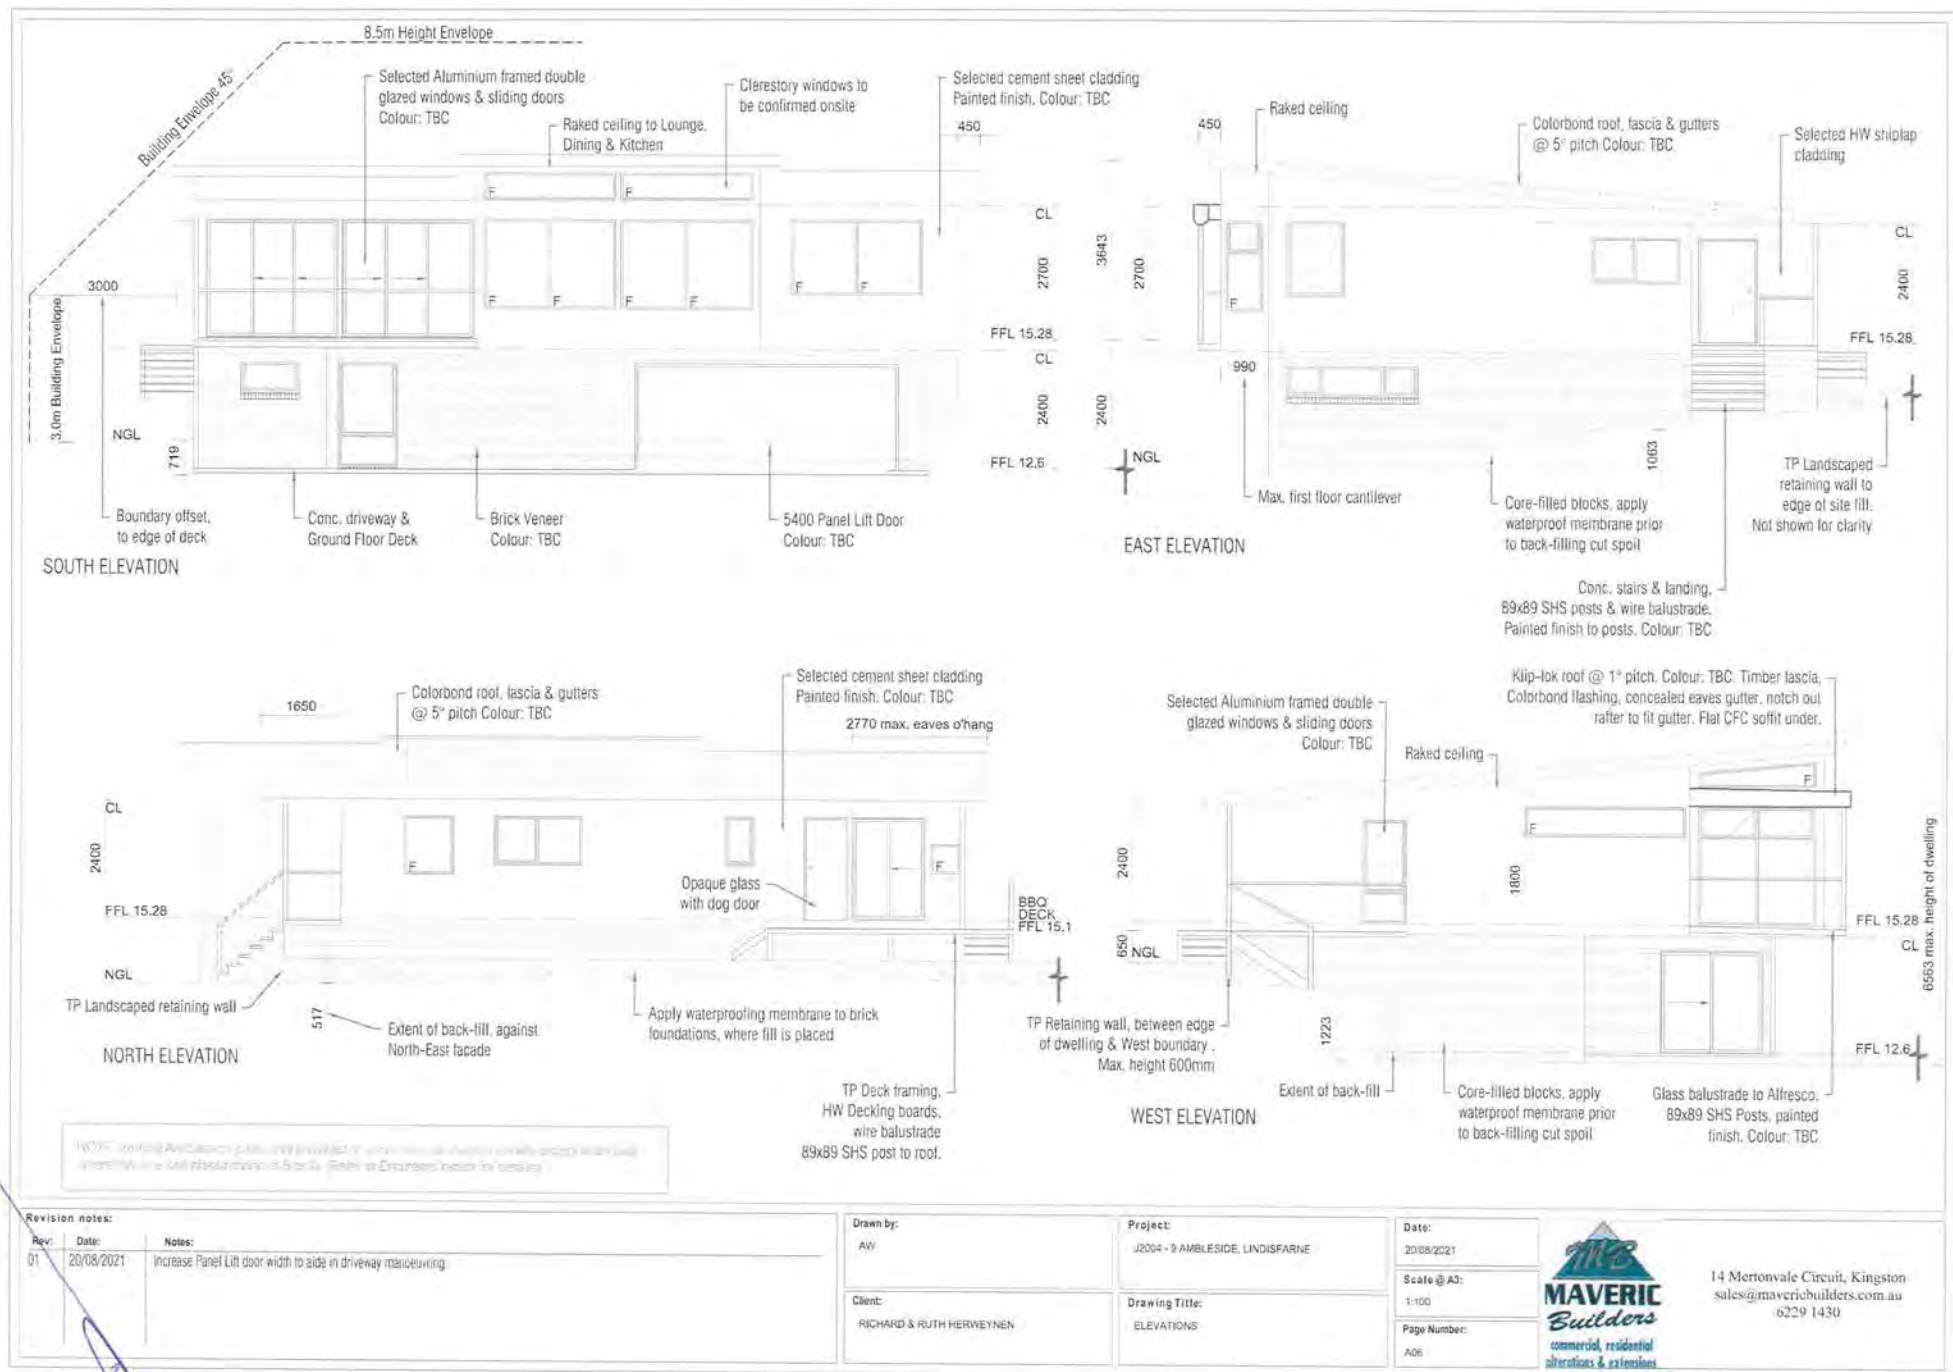 8.5m Height Envelope
Building Envelope 45°
Selected Aluminium framed double
glazed windows & sliding doors
Colour: TBC
Raked ceiling to Lounge,
Dining & Kitchen
Clerestory windows to
be confirmed onsite
Selected cement sheet cladding
Painted finish. Colour: TBC
450
F
F
3000
3.0m Building Envelope
F
F
F
F
F
F
CL
2700
FFL 15.28
CL
2400
FFL 12.6
NGL
719
Boundary offset,
to edge of deck
Conc. driveway &
Ground Floor Deck
Brick Veneer
Colour: TBC
5400 Panel Lift Door
Colour: TBC
SOUTH ELEVATION
450
Raked ceiling
Colorbond roof, fascia & gutters
@ 5° pitch Colour: TBC
Selected HW shiplap
cladding
3643
2700
F
CL
2400
FFL 15.28
990
2400
NGL
1063
Max. first floor cantilever
Core-filled blocks, apply
waterproof membrane prior
to back-filling cut spoil
TP Landscaped
retaining wall to
edge of site fill.
Not shown for clarity
Conc. stairs & landing,
89x89 SHS posts & wire balustrade.
Painted finish to posts. Colour: TBC
EAST ELEVATION
1650
Colorbond roof, fascia & gutters
@ 5° pitch Colour: TBC
Selected cement sheet cladding
Painted finish. Colour: TBC
2770 max. eaves o'hang
CL
2400
FFL 15.28
NGL
F
F
Opaque glass
with dog door
BBQ
DECK
FFL 15.1
TP Landscaped retaining wall
517
Extent of back-fill, against
North-East facade
Apply waterproofing membrane to brick
foundations, where fill is placed
TP Deck framing,
HW Decking boards,
wire balustrade
89x89 SHS post to roof.
NORTH ELEVATION
Selected Aluminium framed double
glazed windows & sliding doors
Colour: TBC
Raked ceiling
Klip-lok roof @ 1° pitch. Colour: TBC. Timber fascia,
Colorbond flashing, concealed eaves gutter, notch out
rafter to fit gutter. Flat CFC soffit under.
F
F
2400
1800
650
NGL
FFL 15.28
CL
6563 max. height of dwelling
FFL 12.6
1223
TP Retaining wall, between edge
of dwelling & West boundary .
Max. height 600mm
Extent of back-fill
Core-filled blocks, apply
waterproof membrane prior
to back-filling cut spoil
Glass balustrade to Alfresco.
89x89 SHS Posts, painted
finish. Colour: TBC
WEST ELEVATION
Revision notes:
Rev: Date: Notes:
01 20/08/2021 Increase Panel Lift door width to aide in driveway manoeuvring
Drawn by:
AW
Client:
RICHARD & RUTH HERWEYNEN
Project:
J2004 - 9 AMBLESIDE, LINDISFARNE
Drawing Title:
ELEVATIONS
Date:
20/08/2021
Scale @ A3:
1:100
Page Number:
A06
MB
MAVERIC
Builders
commercial, residential
alterations & extensions
14 Mertonvale Circuit, Kingston
sales@mavericbuilders.com.au
6229 1430